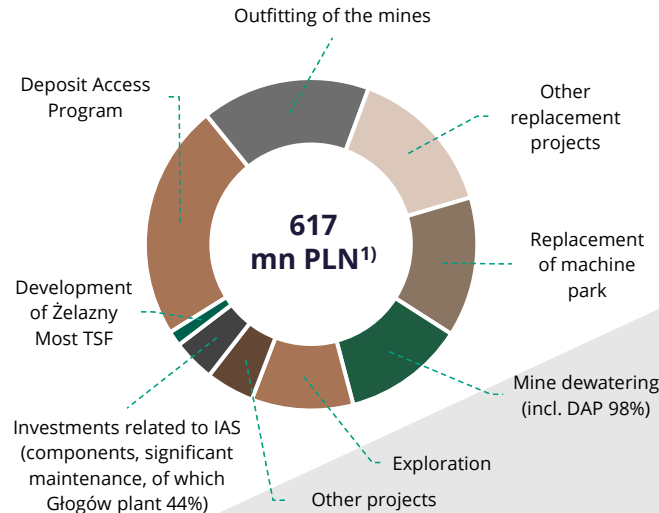 Outfitting of the mines
Deposit Access
Program
Other
replacement
projects
617
mn PLN¹⁾
Replacement
of machine
park
Development
of Żelazny
Most TSF
Mine dewatering
(incl. DAP 98%)
Investments related to IAS
(components, significant
maintenance, of which
Głogów plant 44%)
Exploration
Other projects